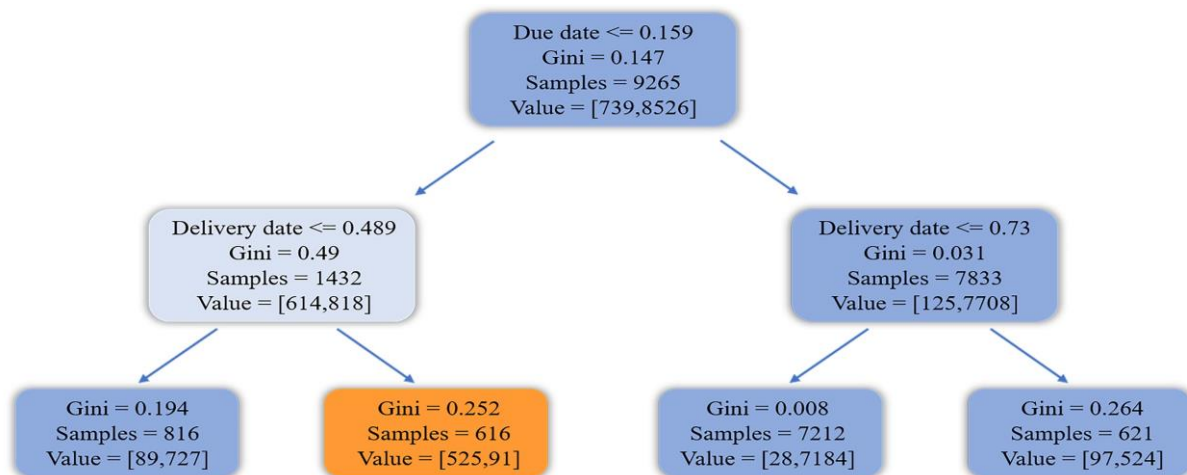 Due date <= 0.159
Gini = 0.147
Samples = 9265
Value = [739,8526]
Delivery date <= 0.489
Gini = 0.49
Samples = 1432
Value = [614,818]
Delivery date <= 0.73
Gini = 0.031
Samples = 7833
Value = [125,7708]
Gini = 0.194
Samples = 816
Value = [89,727]
Gini = 0.252
Samples = 616
Value = [525,91]
Gini = 0.008
Samples = 7212
Value = [28,7184]
Gini = 0.264
Samples = 621
Value = [97,524]